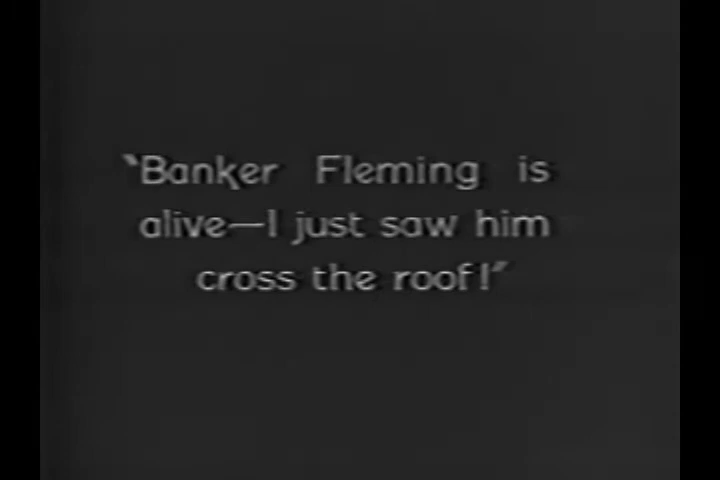 "Banker Fleming is
alive—I just saw him
cross the roof!"